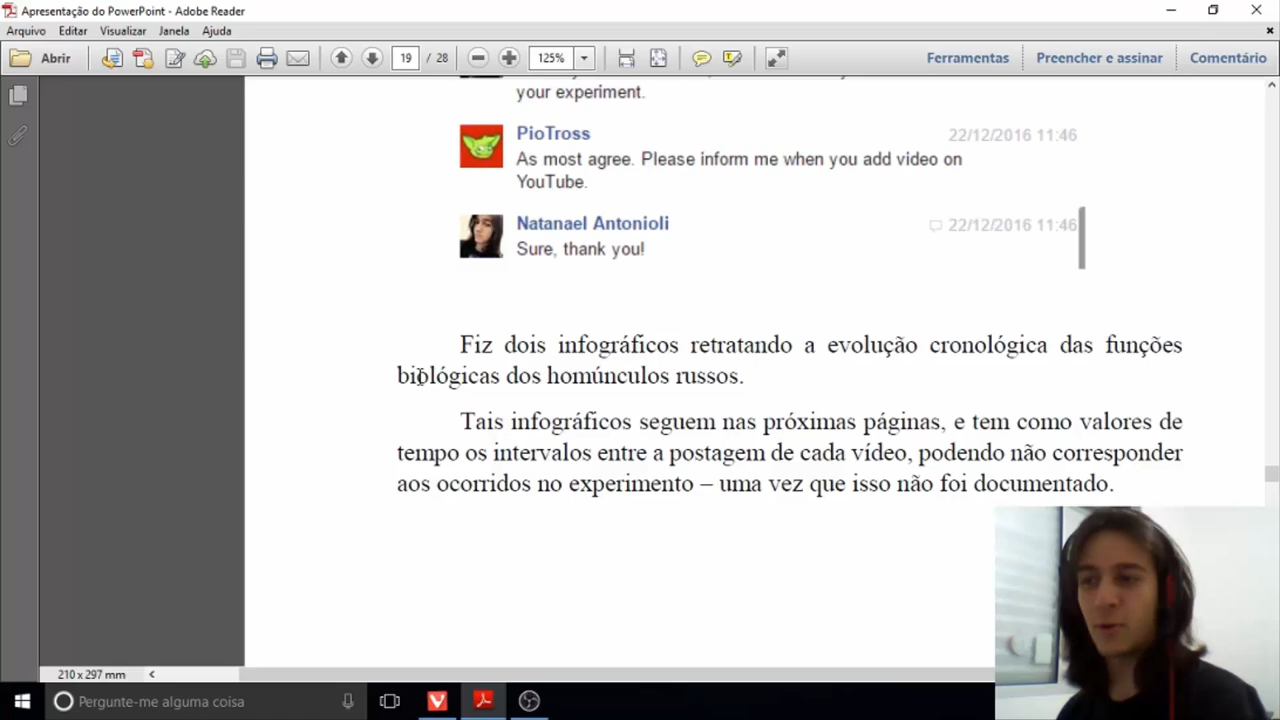 Apresentação do PowerPoint - Adobe Reader
Arquivo Editar Visualizar Janela Ajuda
Abrir 19 / 28 125% Ferramentas Preencher e assinar Comentário
your experiment.
PioTross 22/12/2016 11:46
As most agree. Please inform me when you add video on
YouTube.
Natanael Antonioli 22/12/2016 11:46
Sure, thank you!
Fiz dois infográficos retratando a evolução cronológica das funções
biológicas dos homúnculos russos.
Tais infográficos seguem nas próximas páginas, e tem como valores de
tempo os intervalos entre a postagem de cada vídeo, podendo não corresponder
aos ocorridos no experimento – uma vez que isso não foi documentado.
210 x 297 mm
Pergunte-me alguma coisa